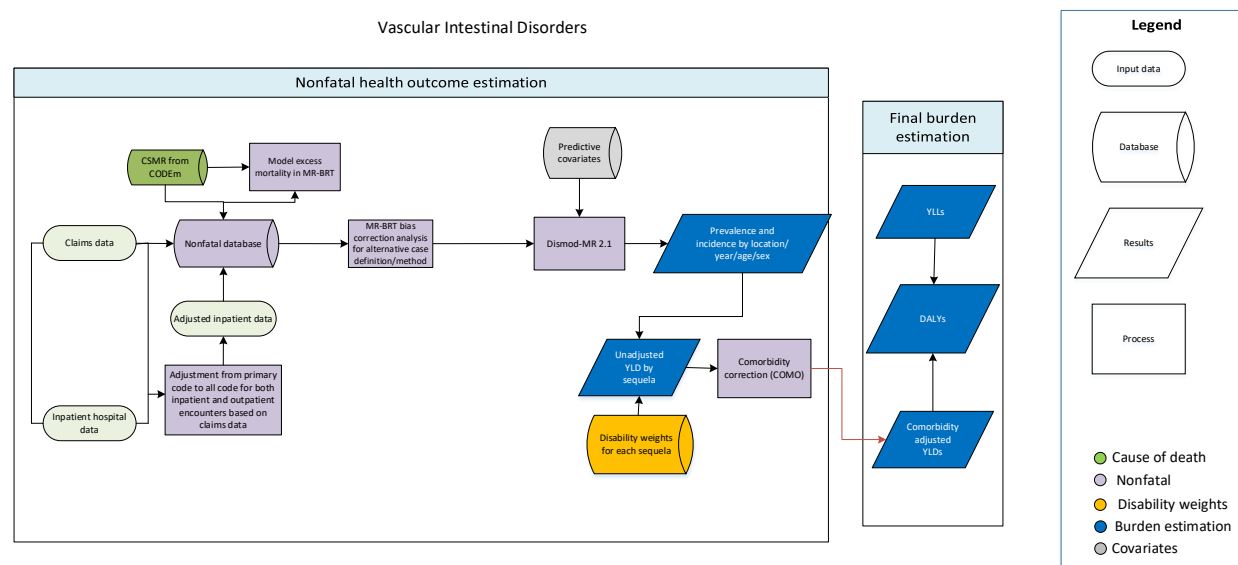 Vascular Intestinal Disorders
Nonfatal health outcome estimation
CSMR from
CODEm
Model excess
mortality in MR-BRT
Predictive
covariates
Claims data
Nonfatal database
MR-BRT bias
correction analysis
for alternative case
definition/method
Dismod-MR 2.1
Prevalence and
incidence by location/
year/age/sex
Adjusted inpatient data
Adjustment from primary
code to all code for both
inpatient and outpatient
encounters based on
claims data
Inpatient hospital
data
Unadjusted
YLD by
sequela
Comorbidity
correction (COMO)
Disability weights
for each sequela
Final burden
estimation
YLLs
DALYs
Comorbidity
adjusted
YLDs
Legend
Input data
Database
Results
Process
Cause of death
Nonfatal
Disability weights
Burden estimation
Covariates